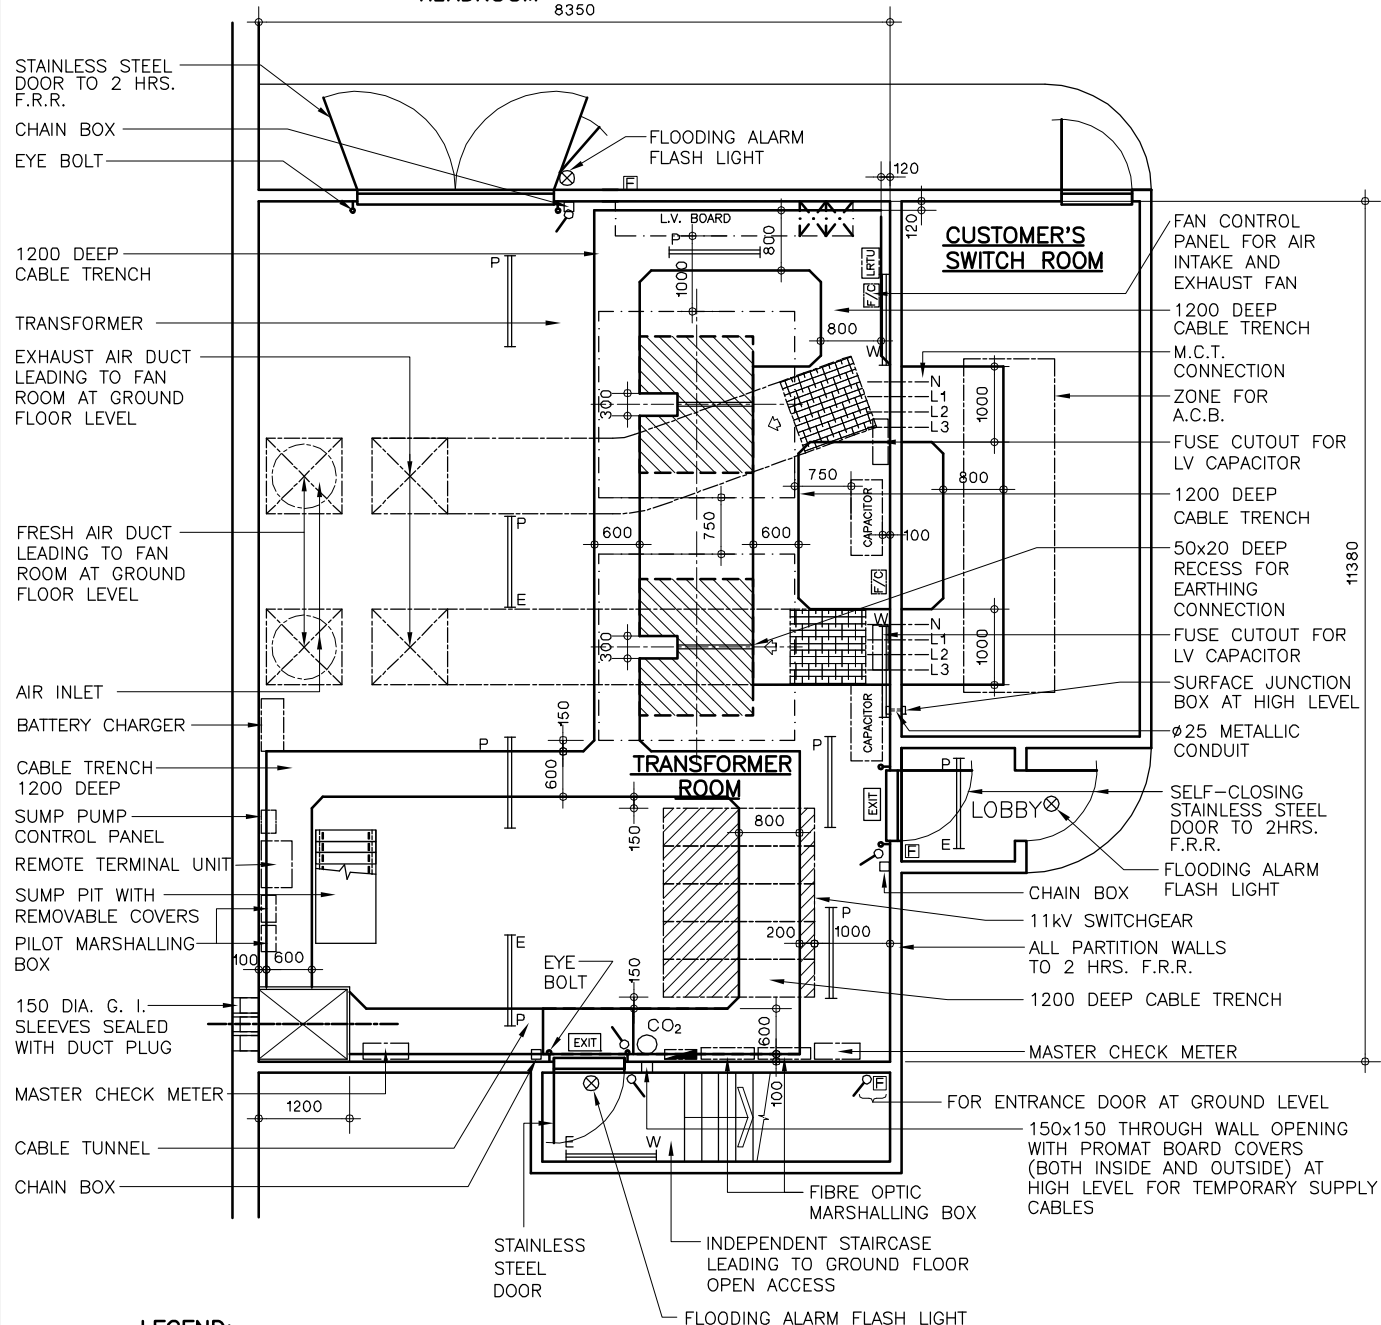 HEADROOM
8350
STAINLESS STEEL
DOOR TO 2 HRS.
F.R.R.
CHAIN BOX
EYE BOLT
FLOODING ALARM
FLASH LIGHT
F
120
L.V. BOARD
P
800
120
CUSTOMER'S
SWITCH ROOM
FAN CONTROL
PANEL FOR AIR
INTAKE AND
EXHAUST FAN
1200 DEEP
CABLE TRENCH
P
1000
LRTU
F/C
TRANSFORMER
800
W
1200 DEEP
CABLE TRENCH
M.C.T.
CONNECTION
EXHAUST AIR DUCT
LEADING TO FAN
ROOM AT GROUND
FLOOR LEVEL
300
N
L1
L2
L3
1000
ZONE FOR
A.C.B.
FUSE CUTOUT FOR
LV CAPACITOR
750
800
CAPACITOR
1200 DEEP
CABLE TRENCH
FRESH AIR DUCT
LEADING TO FAN
ROOM AT GROUND
FLOOR LEVEL
P
E
600
750
600
100
F/C
50x20 DEEP
RECESS FOR
EARTHING
CONNECTION
11380
300
W
N
L1
L2
L3
1000
FUSE CUTOUT FOR
LV CAPACITOR
AIR INLET
SURFACE JUNCTION
BOX AT HIGH LEVEL
BATTERY CHARGER
150
P
P
CAPACITOR
ø25 METALLIC
CONDUIT
CABLE TRENCH
1200 DEEP
600
TRANSFORMER
ROOM
P
LOBBY
E
EXIT
F
SELF-CLOSING
STAINLESS STEEL
DOOR TO 2HRS.
F.R.R.
SUMP PUMP
CONTROL PANEL
150
800
REMOTE TERMINAL UNIT
FLOODING ALARM
FLASH LIGHT
SUMP PIT WITH
REMOVABLE COVERS
CHAIN BOX
P
11kV SWITCHGEAR
PILOT MARSHALLING
BOX
E
P
200
1000
ALL PARTITION WALLS
TO 2 HRS. F.R.R.
100
600
EYE
BOLT
150
1200 DEEP CABLE TRENCH
150 DIA. G. I.
SLEEVES SEALED
WITH DUCT PLUG
EXIT
CO2
600
MASTER CHECK METER
MASTER CHECK METER
1200
100
F
FOR ENTRANCE DOOR AT GROUND LEVEL
CABLE TUNNEL
E
W
150x150 THROUGH WALL OPENING
WITH PROMAT BOARD COVERS
(BOTH INSIDE AND OUTSIDE) AT
HIGH LEVEL FOR TEMPORARY SUPPLY
CABLES
CHAIN BOX
FIBRE OPTIC
MARSHALLING BOX
STAINLESS
STEEL
DOOR
INDEPENDENT STAIRCASE
LEADING TO GROUND FLOOR
OPEN ACCESS
FLOODING ALARM FLASH LIGHT
LEGEND: